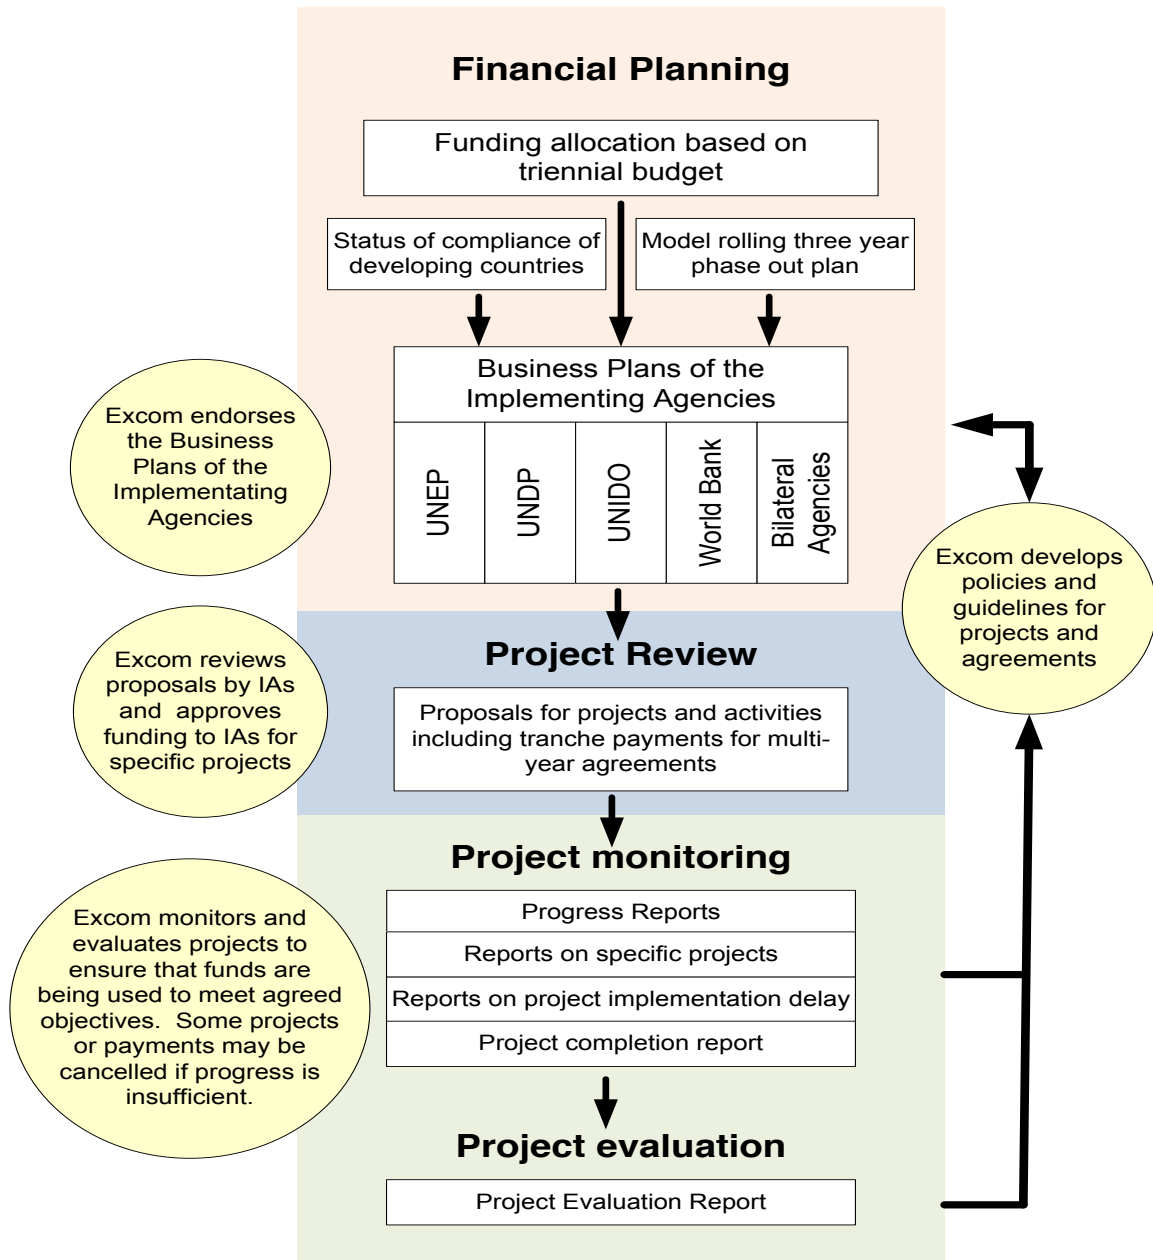 Financial Planning
Funding allocation based on
triennial budget
Status of compliance of
developing countries
Model rolling three year
phase out plan
Business Plans of the
Implementing Agencies
UNEP
UNDP
UNIDO
World Bank
Bilateral
Agencies
Excom endorses
the Business
Plans of the
Implementating
Agencies
Excom develops
policies and
guidelines for
projects and
agreements
Project Review
Excom reviews
proposals by IAs
and  approves
funding to IAs for
specific projects
Proposals for projects and activities
including tranche payments for multi-
year agreements
Project monitoring
Progress Reports
Reports on specific projects
Reports on project implementation delay
Project completion report
Excom monitors and
evaluates projects to
ensure that funds are
being used to meet agreed
objectives.  Some projects
or payments may be
cancelled if progress is
insufficient.
Project evaluation
Project Evaluation Report